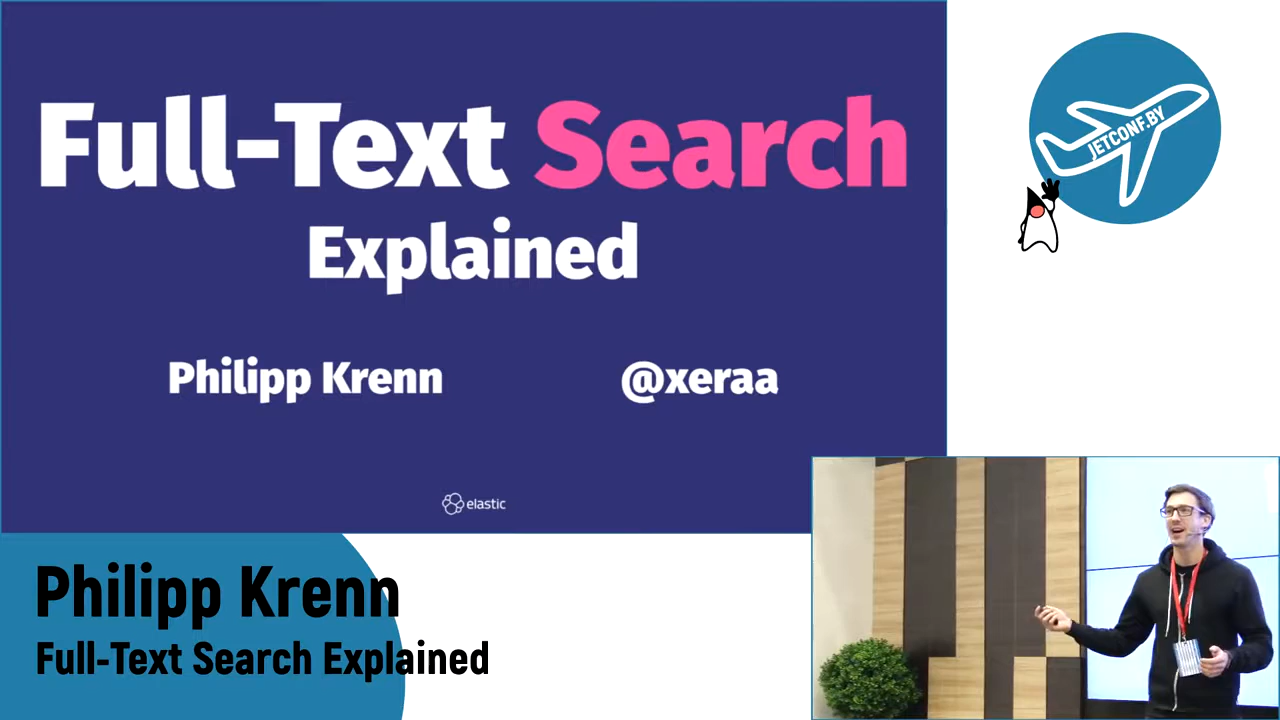 Full-Text Search
Explained
Philipp Krenn @xeraa
elastic
JETCONF.BY
Philipp Krenn
Full-Text Search Explained